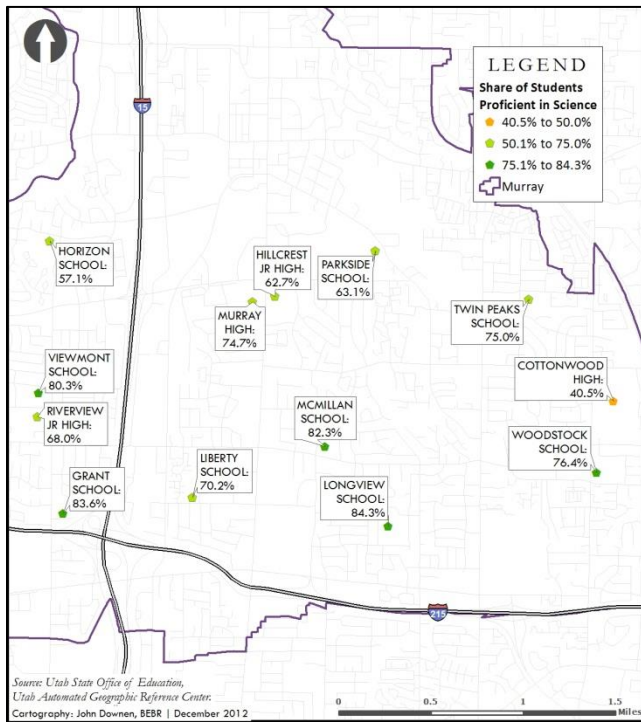 LEGEND
Share of Students
Proficient in Science
40.5% to 50.0%
50.1% to 75.0%
75.1% to 84.3%
Murray
15
HORIZON
SCHOOL:
57.1%
HILLCREST
JR HIGH:
62.7%
PARKSIDE
SCHOOL:
63.1%
MURRAY
HIGH:
74.7%
TWIN PEAKS
SCHOOL:
75.0%
VIEWMONT
SCHOOL:
80.3%
COTTONWOOD
HIGH:
40.5%
RIVERVIEW
JR HIGH:
68.0%
MCMILLAN
SCHOOL:
82.3%
WOODSTOCK
SCHOOL:
76.4%
LIBERTY
SCHOOL:
70.2%
GRANT
SCHOOL:
83.6%
LONGVIEW
SCHOOL:
84.3%
215
Source: Utah State Office of Education,
Utah Automated Geographic Reference Center.
Cartography: John Downen, BEBR | December 2012
0 0.5 1 1.5
Miles